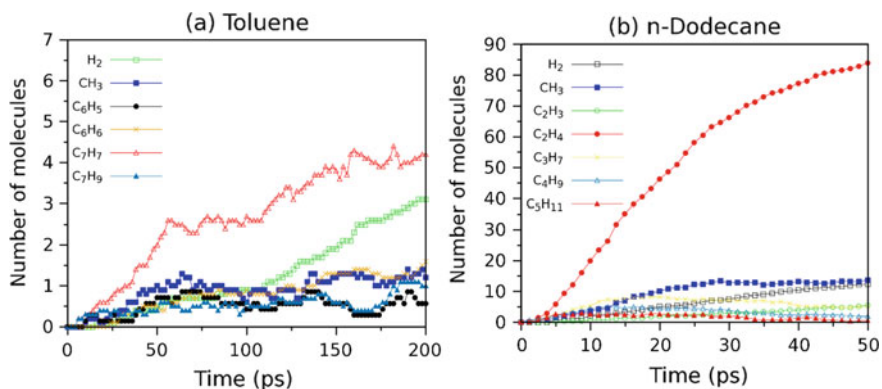 (a) Toluene
Number of molecules
7
6
5
4
3
2
1
0
H₂
CH₃
C₆H₅
C₆H₆
C₇H₇
C₇H₉
0 50 100 150 200
Time (ps)
(b) n-Dodecane
Number of molecules
90
80
70
60
50
40
30
20
10
0
H₂
CH₃
C₂H₃
C₂H₄
C₃H₇
C₄H₉
C₅H₁₁
0 10 20 30 40 50
Time (ps)